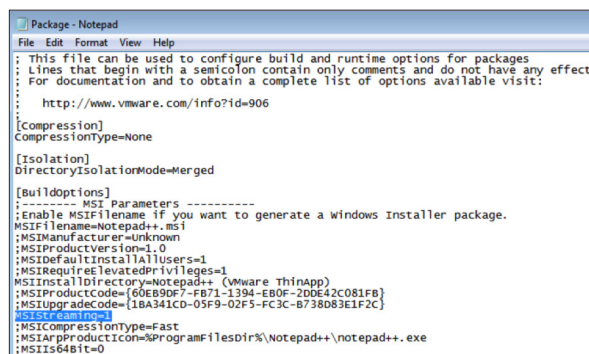 Package - Notepad
File Edit Format View Help
; This file can be used to configure build and runtime options for packages
; Lines that begin with a semicolon contain only comments and do not have any effect
; For documentation and to obtain a complete list of options available visit:
;
; http://www.vmware.com/info?id=906
;
[Compression]
CompressionType=None
[Isolation]
DirectoryIsolationMode=Merged
[BuildOptions]
;-------- MSI Parameters ----------
;Enable MSIFilename if you want to generate a Windows Installer package.
MSIFilename=Notepad++.msi
;MSIManufacturer=Unknown
;MSIProductVersion=1.0
;MSIDefaultInstallAllUsers=1
;MSIRequireElevatedPrivileges=1
MSIInstallDirectory=Notepad++ (VMware ThinApp)
;MSIProductCode={60EB9DF7-FB71-1394-EB0F-2DDE42C081FB}
;MSIUpgradeCode={1BA341CD-05F9-02F5-FC3C-B738D83E1F2C}
MSIStreaming=1
;MSICompressionType=Fast
;MSIArpProductIcon=%ProgramFilesDir%\Notepad++\notepad++.exe
;MSIIs64Bit=0